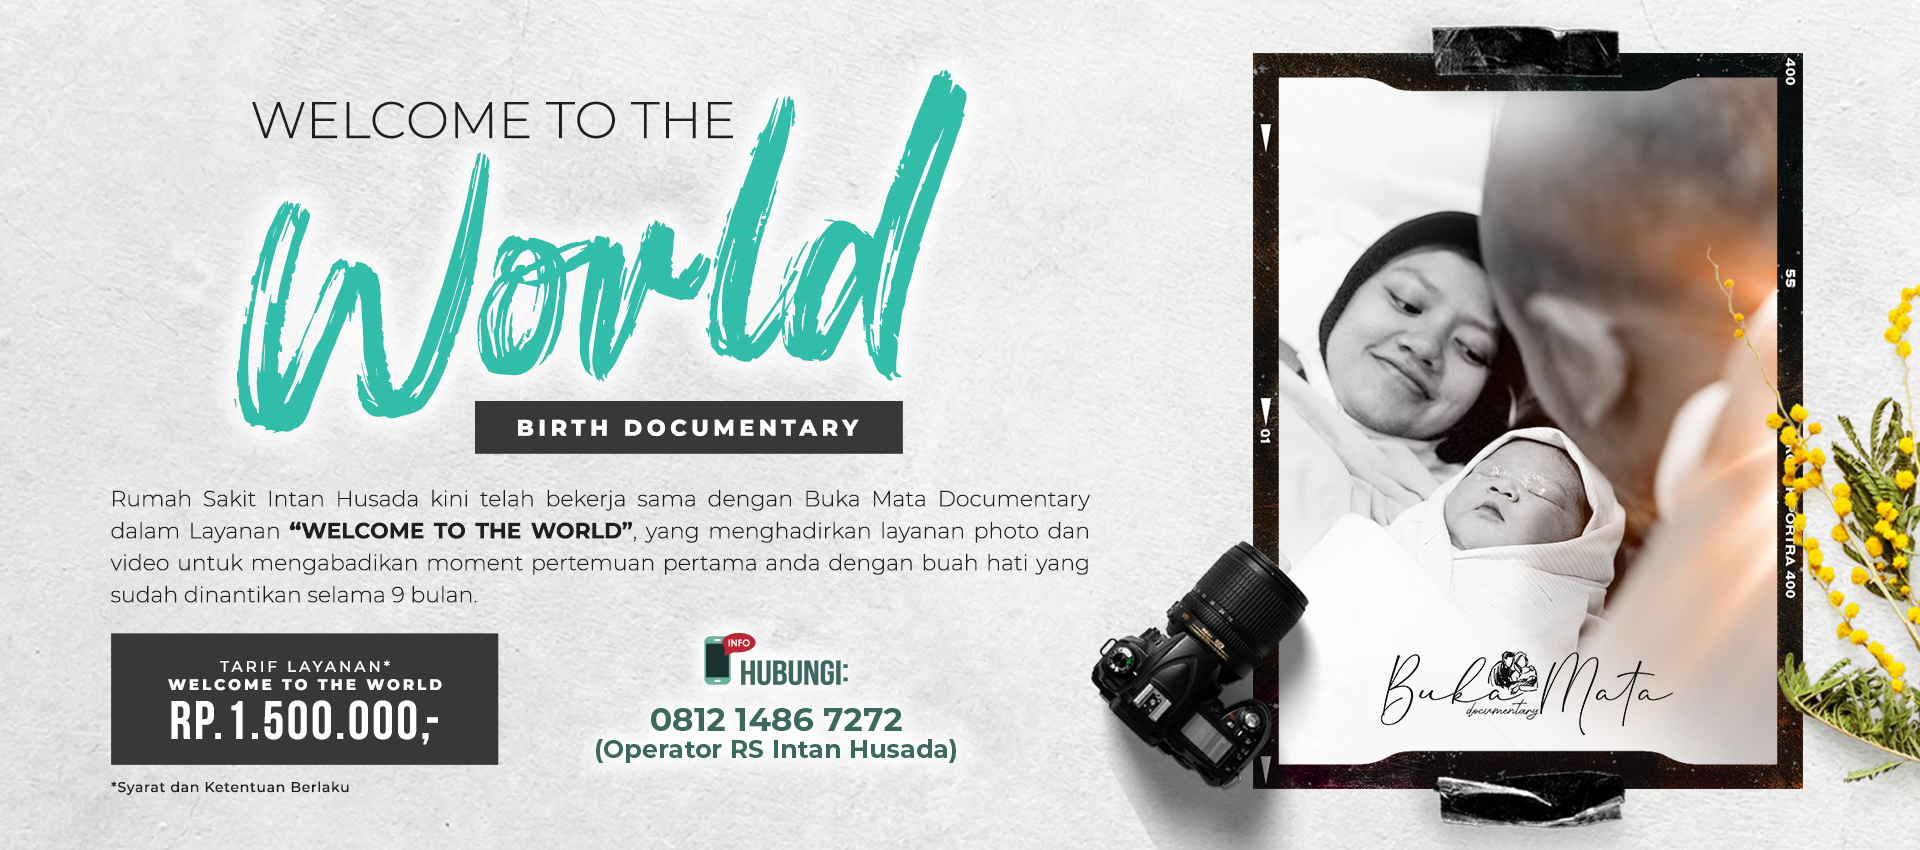 WELCOME TO THE
World
BIRTH DOCUMENTARY
Rumah Sakit Intan Husada kini telah bekerja sama dengan Buka Mata Documentary
dalam Layanan “WELCOME TO THE WORLD”, yang menghadirkan layanan photo dan
video untuk mengabadikan moment pertemuan pertama anda dengan buah hati yang
sudah dinantikan selama 9 bulan.
TARIF LAYANAN*
WELCOME TO THE WORLD
RP.1.500.000,-
*Syarat dan Ketentuan Berlaku
INFO
HUBUNGI:
0812 1486 7272
(Operator RS Intan Husada)
400
55
01
PORTRA 400
Buka Mata
documentary